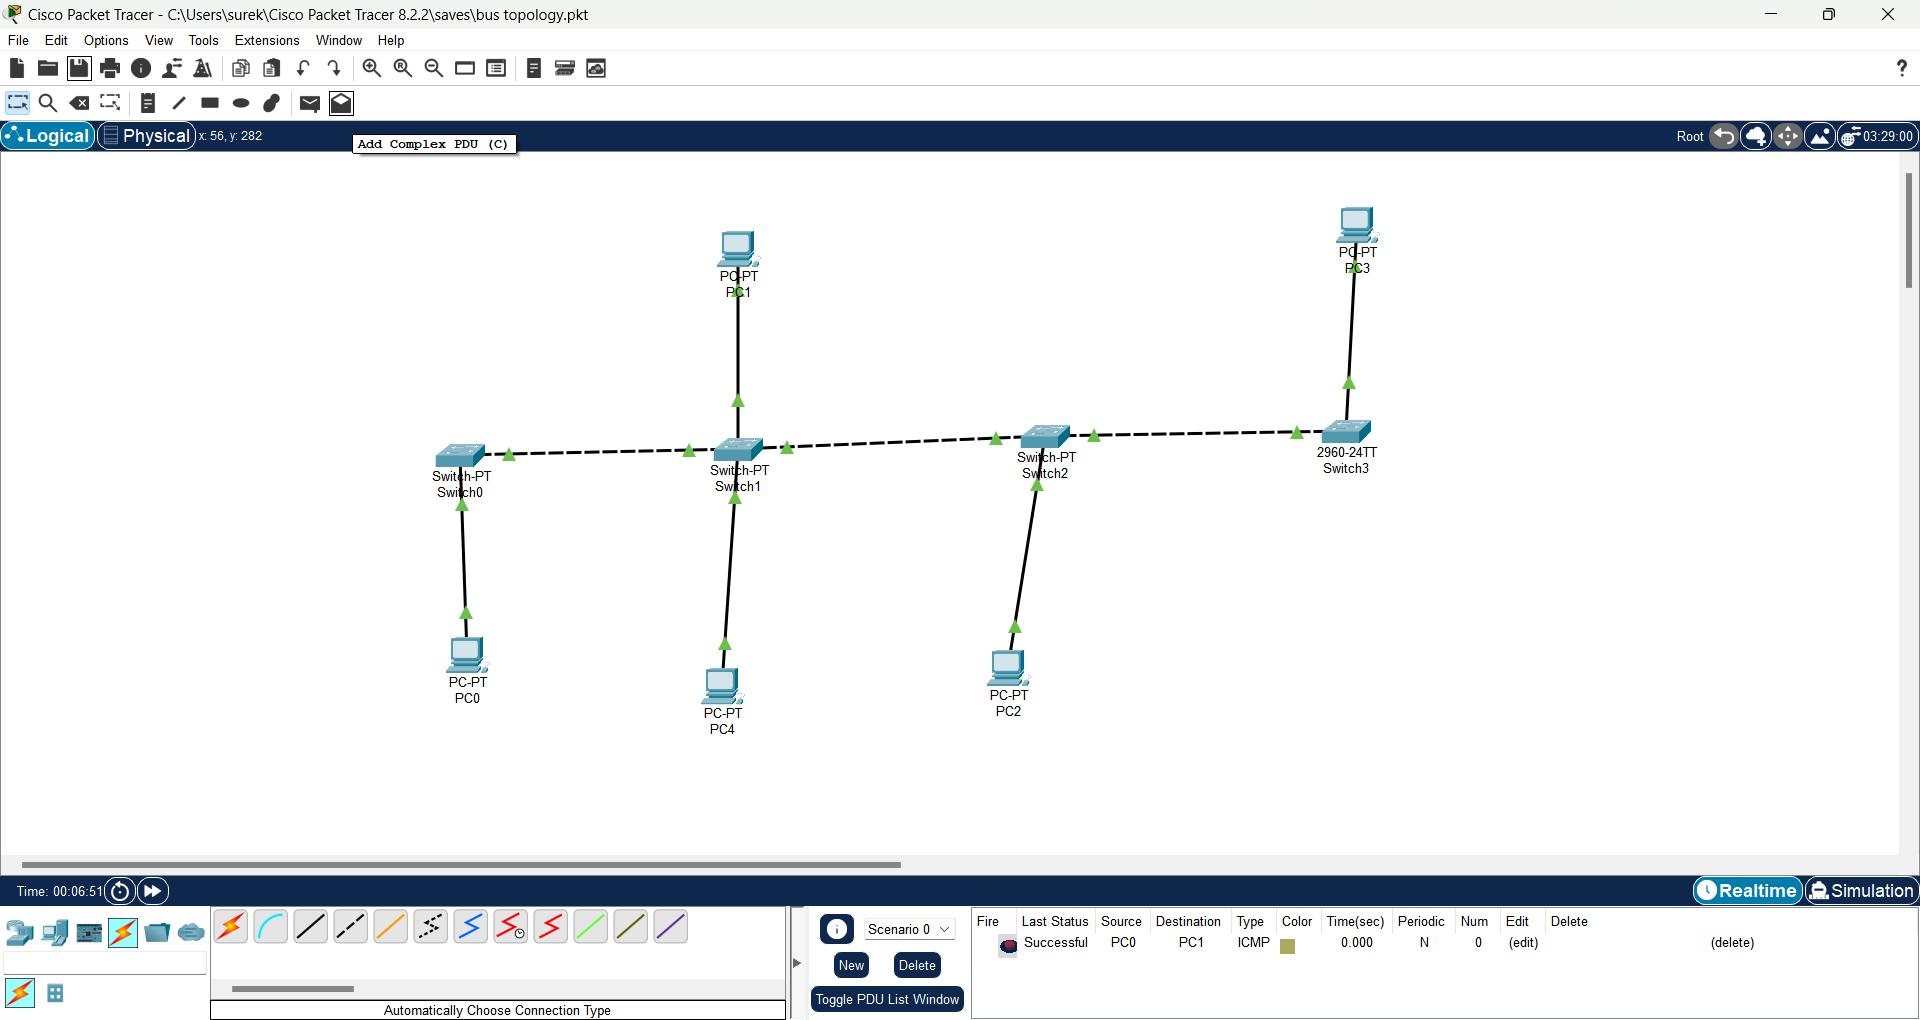 Cisco Packet Tracer - C:\Users\surek\Cisco Packet Tracer 8.2.2\saves\bus topology.pkt
File Edit Options View Tools Extensions Window Help
?
Logical Physical x: 56, y: 282 Root 03:29:00
Add Complex PDU (C)
PC-PT
PC3
PC-PT
PC1
Switch-PT
Switch0
Switch-PT
Switch1
Switch-PT
Switch2
2960-24TT
Switch3
PC-PT
PC0
PC-PT
PC4
PC-PT
PC2
Time: 00:06:51 Realtime Simulation
Scenario 0
New Delete
Toggle PDU List Window
Fire Last Status Source Destination Type Color Time(sec) Periodic Num Edit Delete
Successful PC0 PC1 ICMP 0.000 N 0 (edit) (delete)
Automatically Choose Connection Type